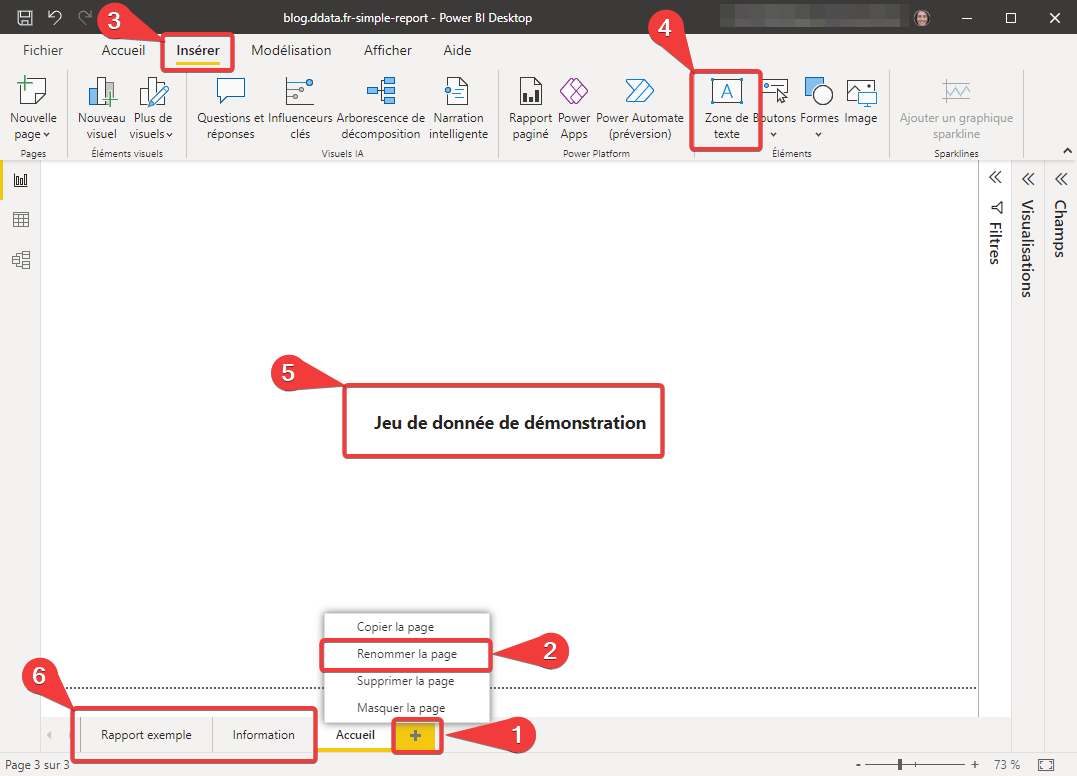 blog.ddata.fr-simple-report - Power BI Desktop
3
4
Fichier Accueil Insérer Modélisation Afficher Aide
Nouvelle page
Nouveau visuel
Plus de visuels
Questions et réponses
Influenceurs clés
Arborescence de décomposition
Narration intelligente
Rapport paginé
Power Apps
Power Automate (préversion)
A
Zone de texte
Boutons
Formes
Image
Ajouter un graphique sparkline
Pages Éléments visuels Visuels IA Power Platform Éléments Sparklines
Filtres
Visualisations
Champs
5
Jeu de donnée de démonstration
Copier la page
Renommer la page
2
Supprimer la page
Masquer la page
6
Rapport exemple Information Accueil +
1
Page 3 sur 3
- + 73 %